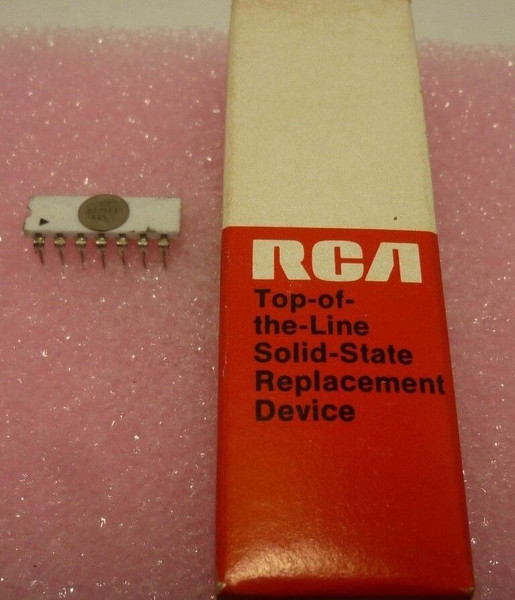 RCA
Top-of-
the-Line
Solid-State
Replacement
Device